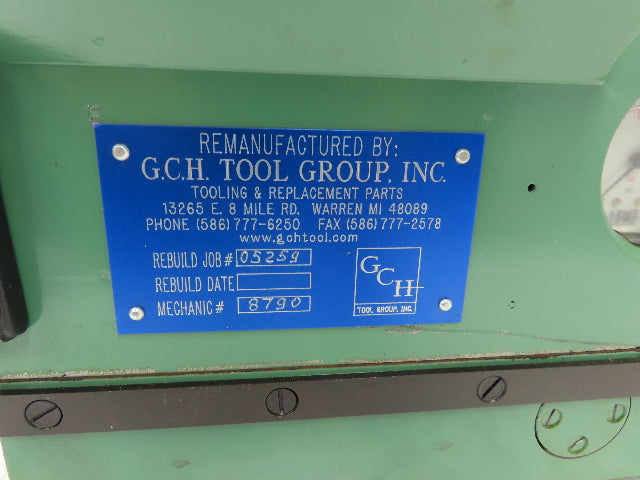 REMANUFACTURED BY:
G.C.H. TOOL GROUP, INC.
TOOLING & REPLACEMENT PARTS
13265 E. 8 MILE RD. WARREN MI 48089
PHONE (586) 777-6250 FAX (586) 777-2578
www.gchtool.com
REBUILD JOB # 05259
REBUILD DATE
MECHANIC# 8790
GCH
TOOL GROUP, INC.